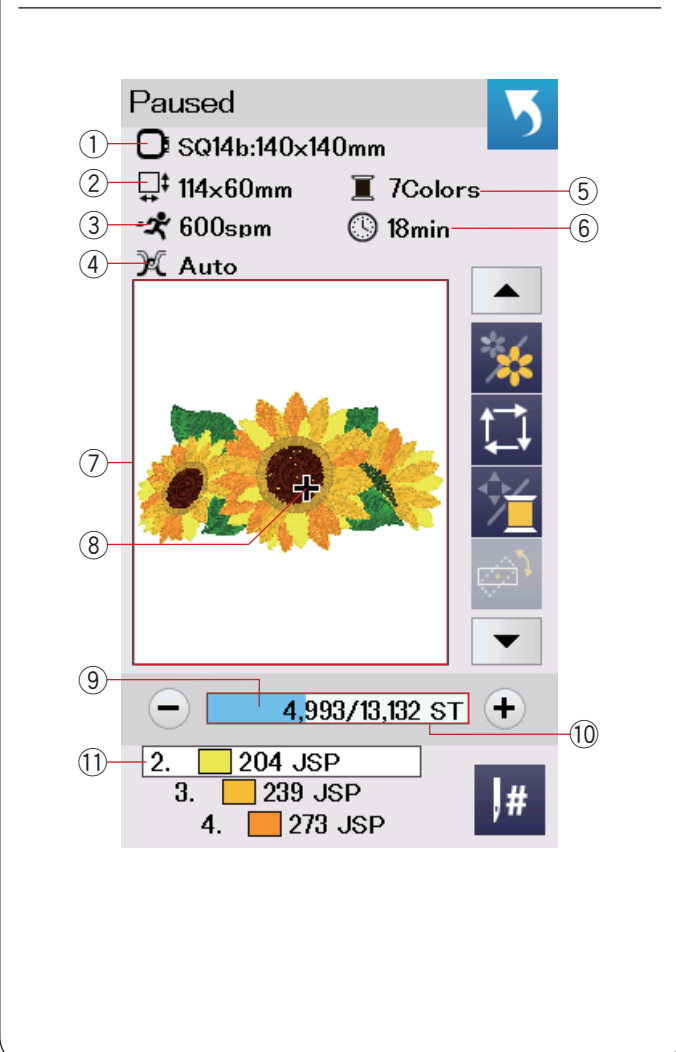 Paused
① SQ14b:140x140mm
② 114x60mm 7Colors ⑤
③ 600spm 18min ⑥
④ Auto
⑦
⑧
⑨
− 4,993/13,132 ST +
⑩
⑪ 2. 204 JSP
3. 239 JSP
4. 273 JSP
#